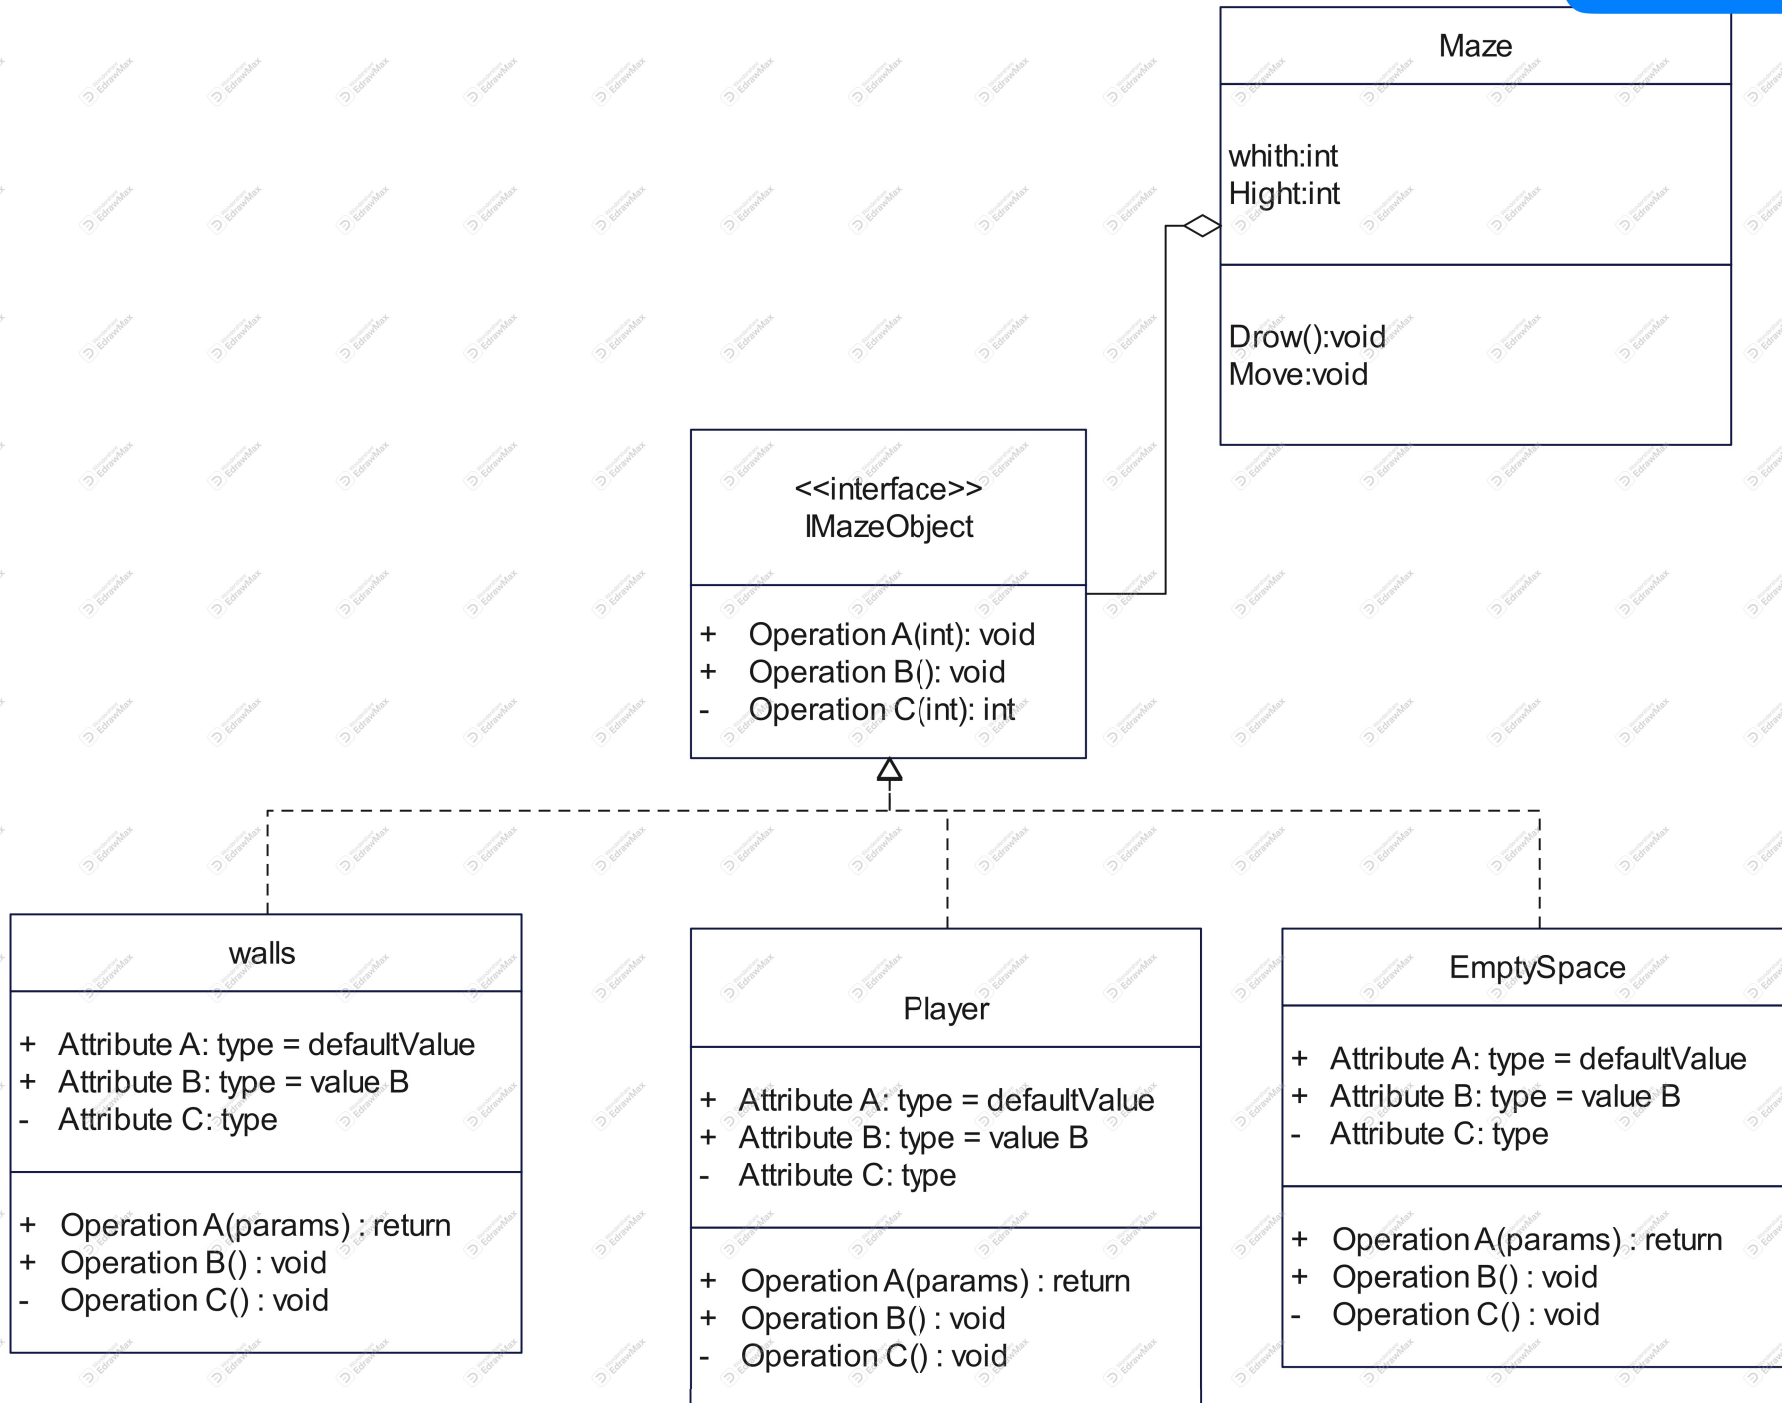 Maze
whith:int
Hight:int
Drow():void
Move:void
<<interface>>
IMazeObject
+ Operation A(int): void
+ Operation B(): void
- Operation C(int): int
walls
+ Attribute A: type = defaultValue
+ Attribute B: type = value B
- Attribute C: type
+ Operation A(params) : return
+ Operation B() : void
- Operation C() : void
Player
+ Attribute A: type = defaultValue
+ Attribute B: type = value B
- Attribute C: type
+ Operation A(params) : return
+ Operation B() : void
- Operation C() : void
EmptySpace
+ Attribute A: type = defaultValue
+ Attribute B: type = value B
- Attribute C: type
+ Operation A(params) : return
+ Operation B() : void
- Operation C() : void
Wondershare
EdrawMax